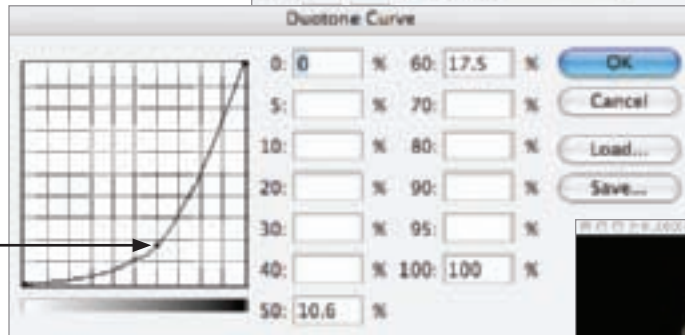 Duotone Curve
0: 0 % 60: 17.5 % OK
5: % 70: % Cancel
10: % 80: %
20: % 90: % Load...
30: % 95: % Save...
40: % 100: 100 %
50: 10.6 %